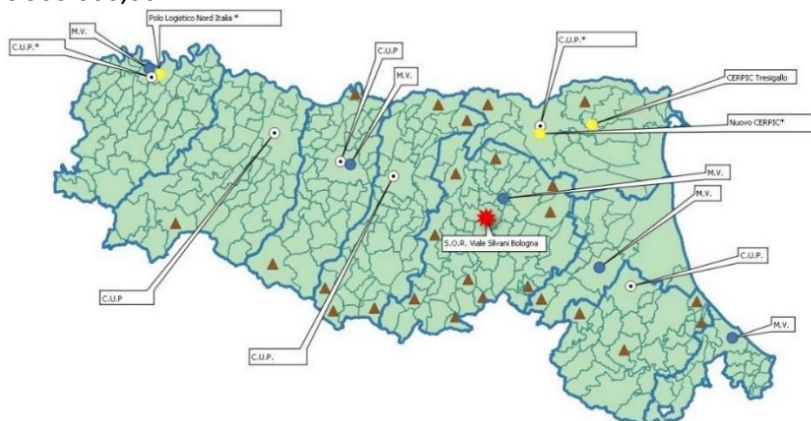 Polo Logistico Nord Italia *
M.V.
C.U.P.*
C.U.P
M.V.
C.U.P.*
CERPIC Tresigallo
Nuovo CERPIC*
M.V.
M.V.
S.O.R. Viale Silvani Bologna
C.U.P.
C.U.P
M.V.
C.U.P.